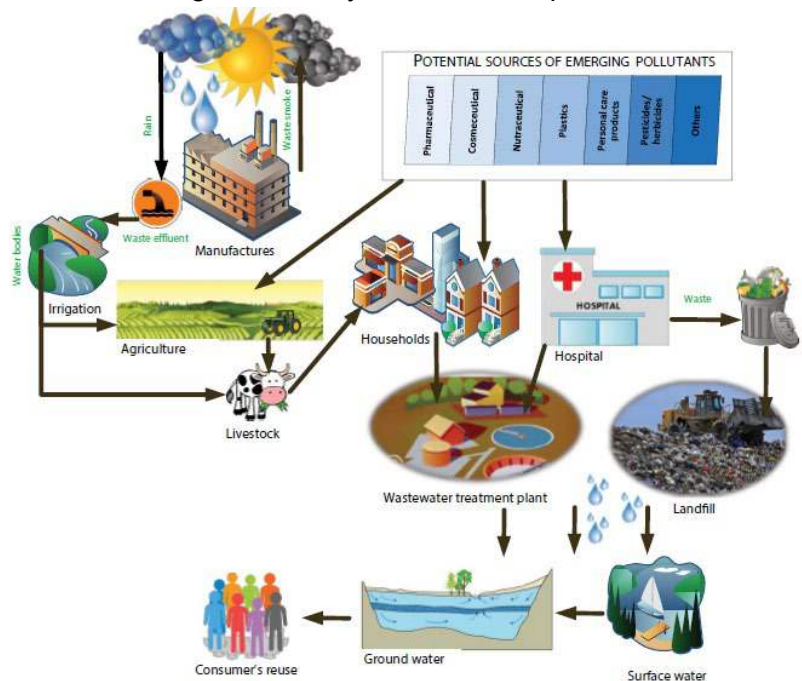 POTENTIAL SOURCES OF EMERGING POLLUTANTS
Pharmaceutical
Cosmeceutical
Nutraceutical
Plastics
Personal care
products
Pesticides/
herbicides
Others
Rain
Waste smoke
Waste effluent
Manufactures
Water bodies
Irrigation
Agriculture
Livestock
Households
HOSPITAL
Hospital
Waste
Wastewater treatment plant
Landfill
Consumer's reuse
Ground water
Surface water